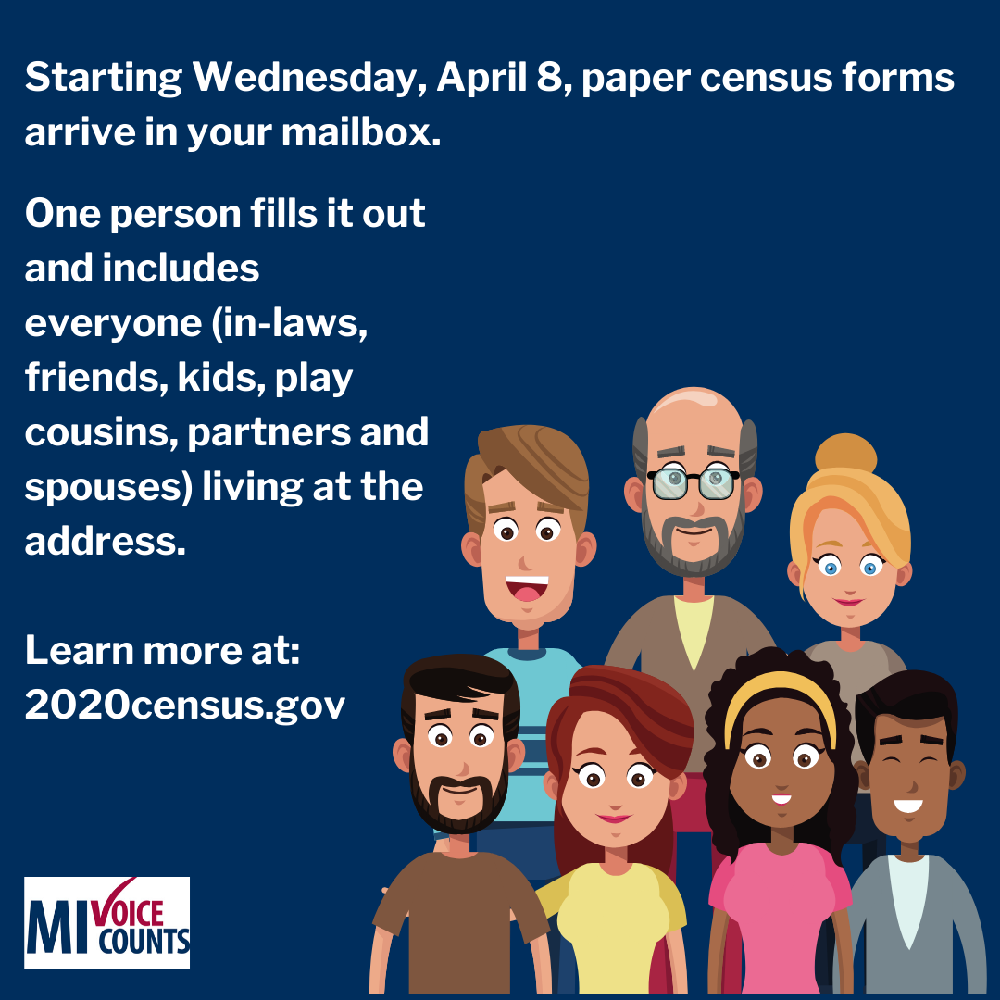 Starting Wednesday, April 8, paper census forms
arrive in your mailbox.
One person fills it out
and includes
everyone (in-laws,
friends, kids, play
cousins, partners and
spouses) living at the
address.
Learn more at:
2020census.gov
MI VOICE
COUNTS